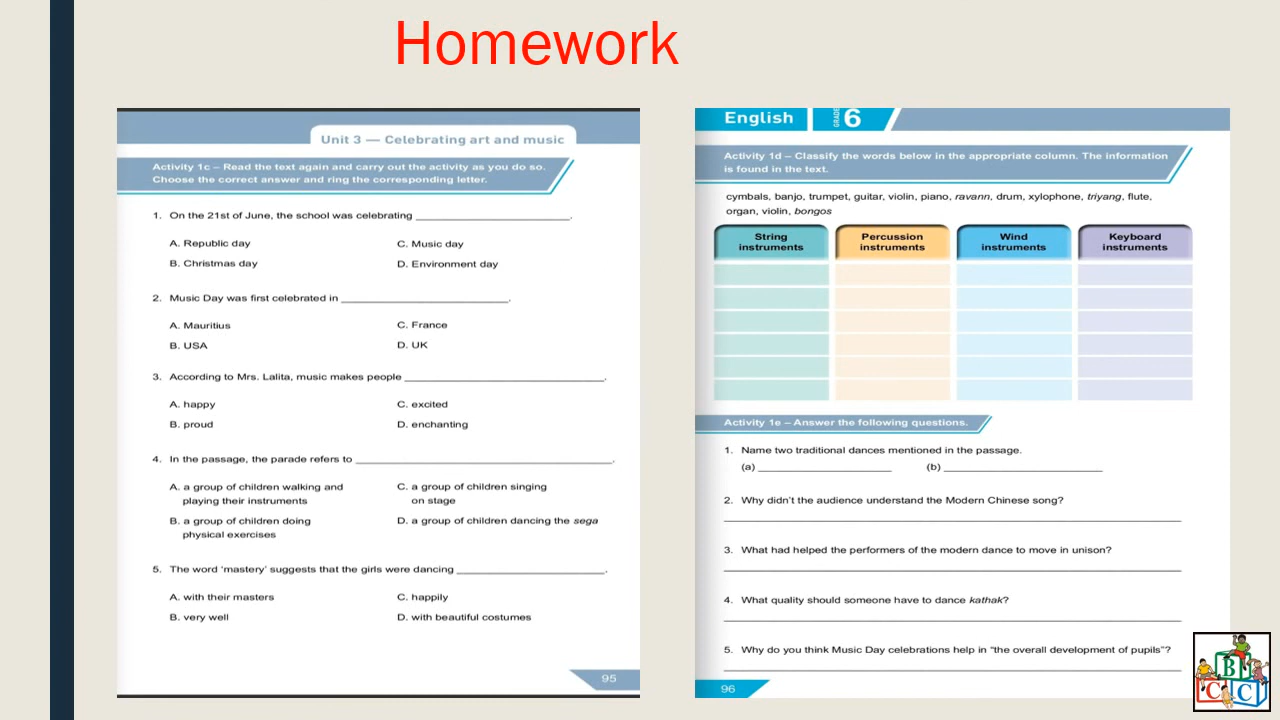 Homework
Unit 3 — Celebrating art and music
Activity 1c – Read the text again and carry out the activity as you do so.
Choose the correct answer and ring the corresponding letter.
1. On the 21st of June, the school was celebrating ____________________.
A. Republic day
C. Music day
B. Christmas day
D. Environment day
2. Music Day was first celebrated in ____________________.
A. Mauritius
C. France
B. USA
D. UK
3. According to Mrs. Lalita, music makes people ____________________.
A. happy
C. excited
B. proud
D. enchanting
4. In the passage, the parade refers to ____________________.
A. a group of children walking and
playing their instruments
C. a group of children singing
on stage
B. a group of children doing
physical exercises
D. a group of children dancing the sega
5. The word ‘mastery’ suggests that the girls were dancing ____________________.
A. with their masters
C. happily
B. very well
D. with beautiful costumes
95
English GRADE 6
Activity 1d – Classify the words below in the appropriate column. The information
is found in the text.
cymbals, banjo, trumpet, guitar, violin, piano, ravann, drum, xylophone, triyang, flute,
organ, violin, bongos
String
instruments
Percussion
instruments
Wind
instruments
Keyboard
instruments
Activity 1e – Answer the following questions.
1. Name two traditional dances mentioned in the passage.
(a) ____________________ (b) ____________________
2. Why didn’t the audience understand the Modern Chinese song?
3. What had helped the performers of the modern dance to move in unison?
4. What quality should someone have to dance kathak?
5. Why do you think Music Day celebrations help in “the overall development of pupils”?
96
B
C C